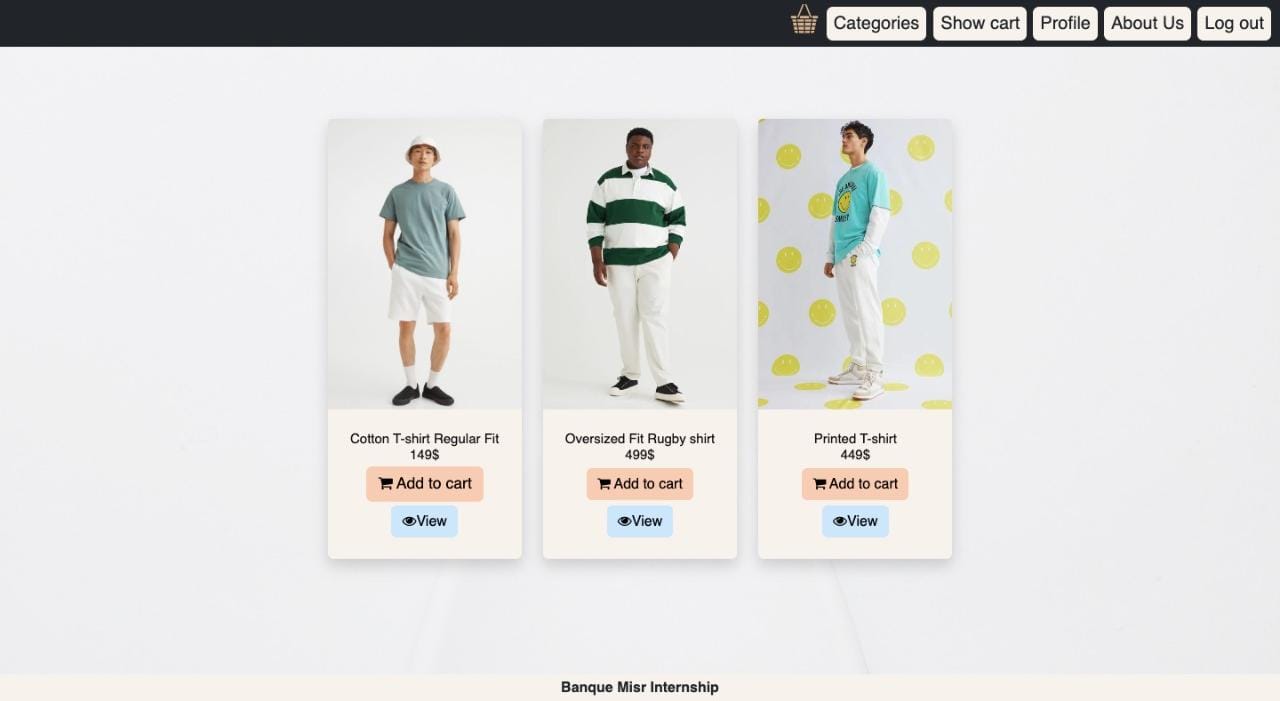 Categories
Show cart
Profile
About Us
Log out
SMILEY
Cotton T-shirt Regular Fit
149$
Add to cart
View
Oversized Fit Rugby shirt
499$
Add to cart
View
Printed T-shirt
449$
Add to cart
View
Banque Misr Internship